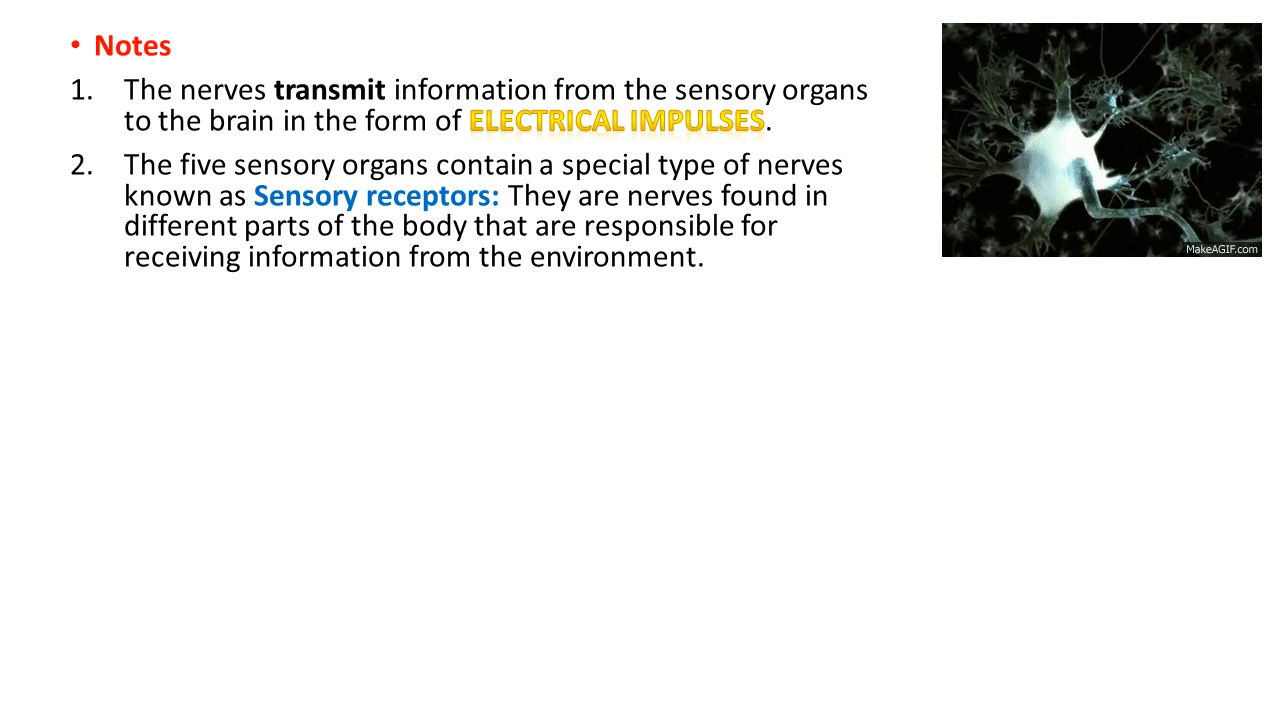 • Notes
1. The nerves transmit information from the sensory organs
to the brain in the form of ELECTRICAL IMPULSES.
2. The five sensory organs contain a special type of nerves
known as Sensory receptors: They are nerves found in
different parts of the body that are responsible for
receiving information from the environment.
MakeAGIF.com